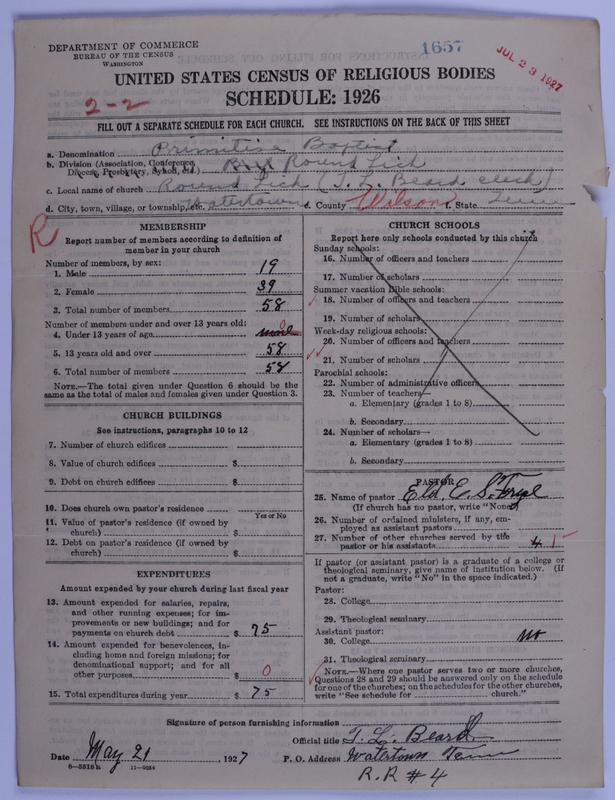 DEPARTMENT OF COMMERCE
BUREAU OF THE CENSUS
WASHINGTON
1657
JUL 23 1927
UNITED STATES CENSUS OF RELIGIOUS BODIES
2-2
SCHEDULE: 1926
FILL OUT A SEPARATE SCHEDULE FOR EACH CHURCH. SEE INSTRUCTIONS ON THE BACK OF THIS SHEET
a. Denomination Primitive Baptist
b. Division (Association, Conference, Diocese, Presbytery, Synod, etc.) Round Lick
c. Local name of church Round Lick (T. L. Beard clerk)
d. City, town, village, or township, etc. Watertown e. County Wilson f. State Tenn
R
MEMBERSHIP
Report number of members according to definition of
member in your church
Number of members, by sex:
1. Male 19
2. Female 39
3. Total number of members 58
Number of members under and over 13 years old:
4. Under 13 years of age 0
5. 13 years old and over 58
6. Total number of members 58
NOTE.—The total given under Question 6 should be the
same as the total of males and females given under Question 3.
CHURCH BUILDINGS
See instructions, paragraphs 10 to 12
7. Number of church edifices
8. Value of church edifices $
9. Debt on church edifices $
10. Does church own pastor's residence
Yes or No
11. Value of pastor's residence (if owned by
church) $
12. Debt on pastor's residence (if owned by
church) $
EXPENDITURES
Amount expended by your church during last fiscal year
13. Amount expended for salaries, repairs,
and other running expenses; for im-
provements or new buildings; and for
payments on church debt $ 75
14. Amount expended for benevolences, in-
cluding home and foreign missions; for
denominational support; and for all
other purposes $ 0
15. Total expenditures during year $ 75
CHURCH SCHOOLS
Report here only schools conducted by this church
Sunday schools:
16. Number of officers and teachers
17. Number of scholars
Summer vacation Bible schools:
18. Number of officers and teachers
19. Number of scholars
Week-day religious schools:
20. Number of officers and teachers
21. Number of scholars
Parochial schools:
22. Number of administrative officers
23. Number of teachers—
a. Elementary (grades 1 to 8)
b. Secondary
24. Number of scholars—
a. Elementary (grades 1 to 8)
b. Secondary
PASTOR
25. Name of pastor Eld. E. S.
(If church has no pastor, write "None")
26. Number of ordained ministers, if any, em-
ployed as assistant pastors
27. Number of other churches served by the
pastor or his assistants 4
If pastor (or assistant pastor) is a graduate of a college or
theological seminary, give name of institution below. (If
not a graduate, write "No" in the space indicated.)
Pastor:
28. College
29. Theological seminary
Assistant pastor:
30. College no
31. Theological seminary
NOTE.—Where one pastor serves two or more churches,
Questions 28 and 29 should be answered only on the schedule
for one of the churches; on the schedules for the other churches,
write "See schedule for church."
Signature of person furnishing information
Official title T. L. Beard
Date May 21 1927 P. O. Address Watertown Tenn
8—5518 b 11—9034
R.R #4